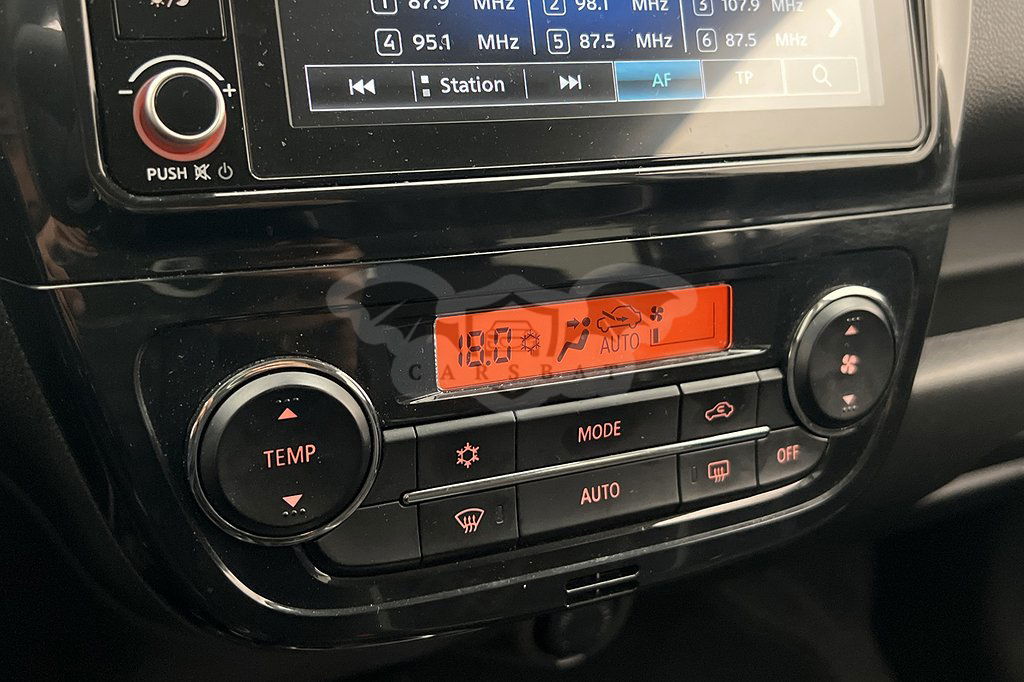 1 87.9 MHz 2 98.1 MHz 3 107.9 MHz
4 95.1 MHz 5 87.5 MHz 6 87.5 MHz
Station AF TP
- +
PUSH
18.0 AUTO
CARSBAT
TEMP
MODE
AUTO
OFF